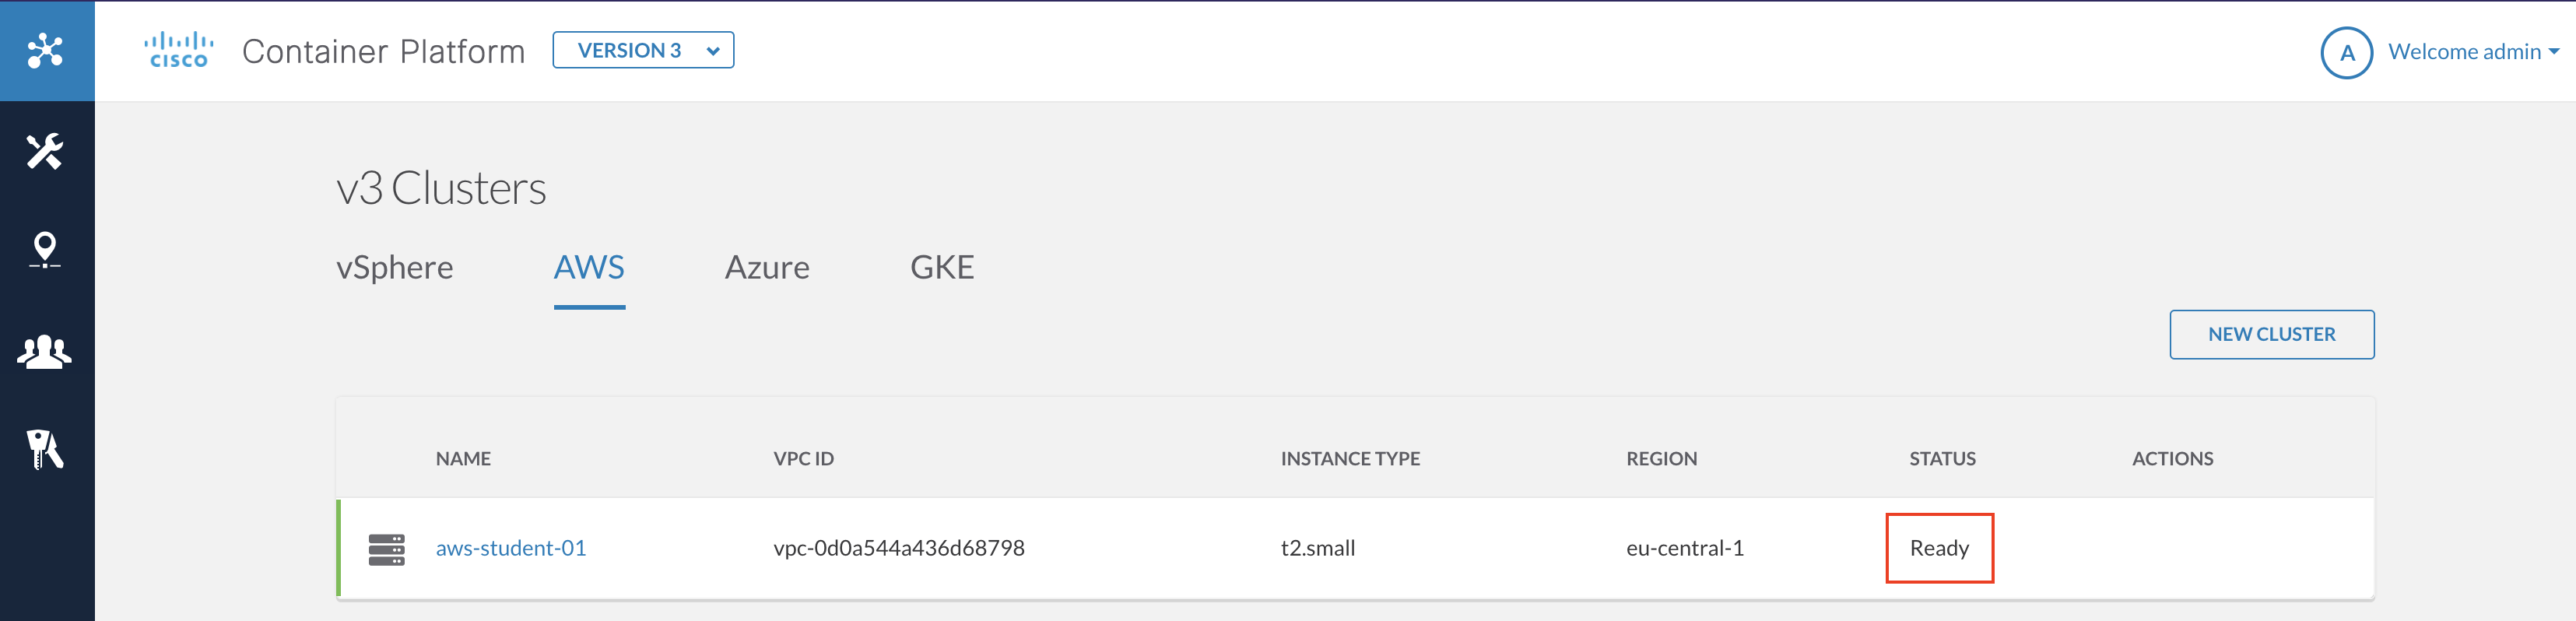 CISCO Container Platform VERSION 3 A Welcome admin
v3 Clusters
vSphere AWS Azure GKE
NEW CLUSTER
NAME VPC ID INSTANCE TYPE REGION STATUS ACTIONS
aws-student-01 vpc-0d0a544a436d68798 t2.small eu-central-1 Ready